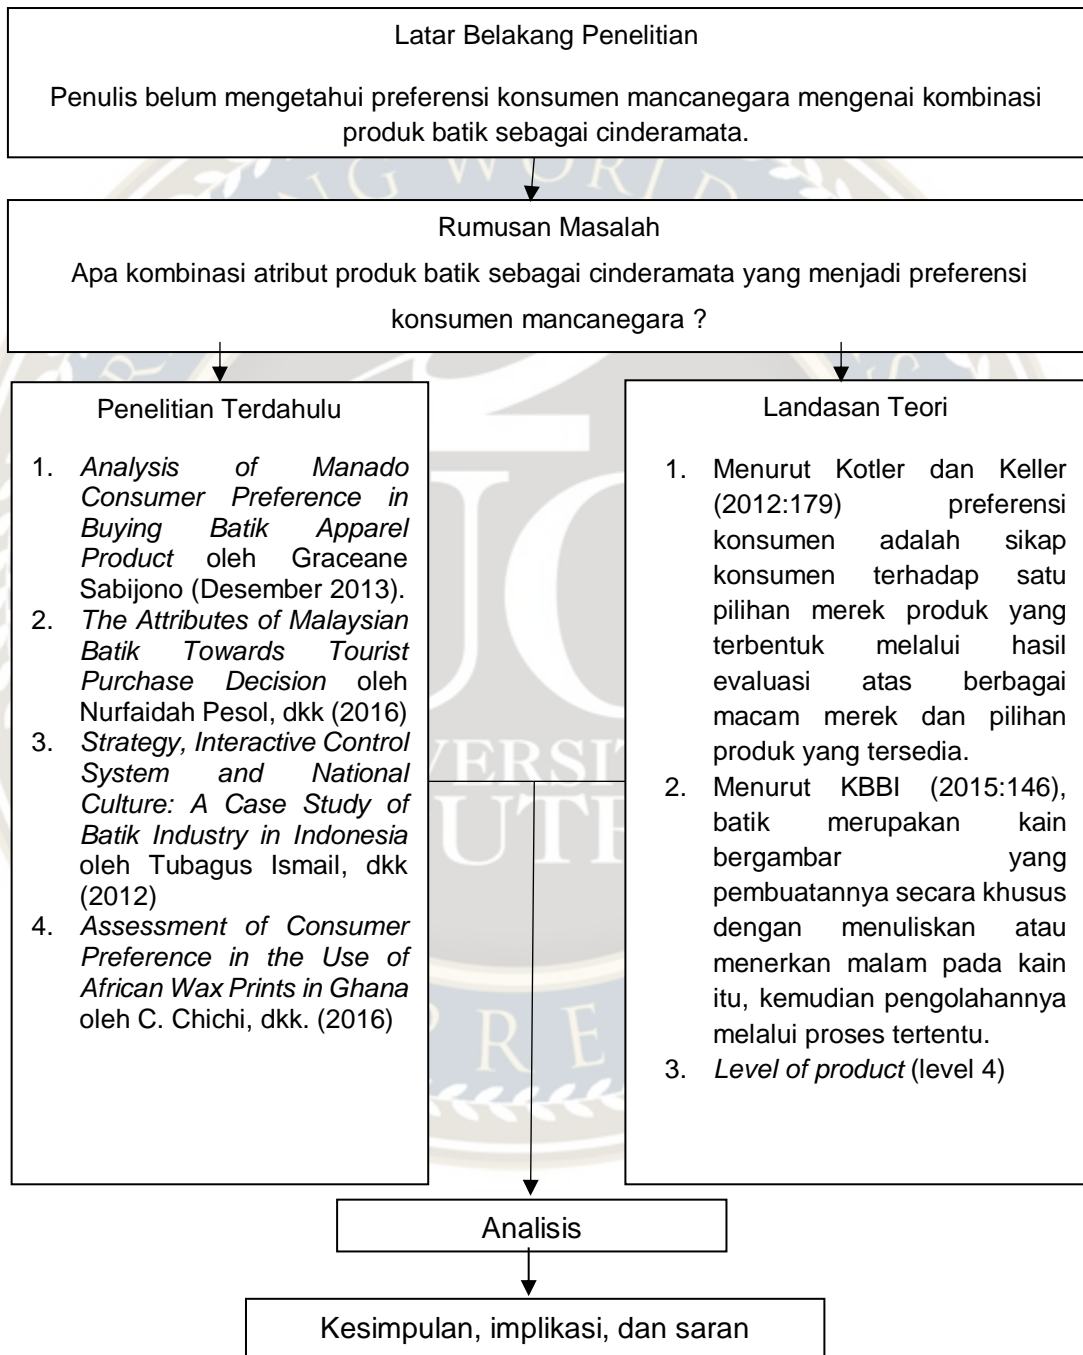 Latar Belakang Penelitian
Penulis belum mengetahui preferensi konsumen mancanegara mengenai kombinasi
produk batik sebagai cinderamata.
Rumusan Masalah
Apa kombinasi atribut produk batik sebagai cinderamata yang menjadi preferensi
konsumen mancanegara ?
Penelitian Terdahulu
1. Analysis of Manado
Consumer Preference in
Buying Batik Apparel
Product oleh Graceane
Sabijono (Desember 2013).
2. The Attributes of Malaysian
Batik Towards Tourist
Purchase Decision oleh
Nurfaidah Pesol, dkk (2016)
3. Strategy, Interactive Control
System and National
Culture: A Case Study of
Batik Industry in Indonesia
oleh Tubagus Ismail, dkk
(2012)
4. Assessment of Consumer
Preference in the Use of
African Wax Prints in Ghana
oleh C. Chichi, dkk. (2016)
Landasan Teori
1. Menurut Kotler dan Keller
(2012:179) preferensi
konsumen adalah sikap
konsumen terhadap satu
pilihan merek produk yang
terbentuk melalui hasil
evaluasi atas berbagai
macam merek dan pilihan
produk yang tersedia.
2. Menurut KBBI (2015:146),
batik merupakan kain
bergambar yang
pembuatannya secara khusus
dengan menuliskan atau
menerkan malam pada kain
itu, kemudian pengolahannya
melalui proses tertentu.
3. Level of product (level 4)
Analisis
Kesimpulan, implikasi, dan saran